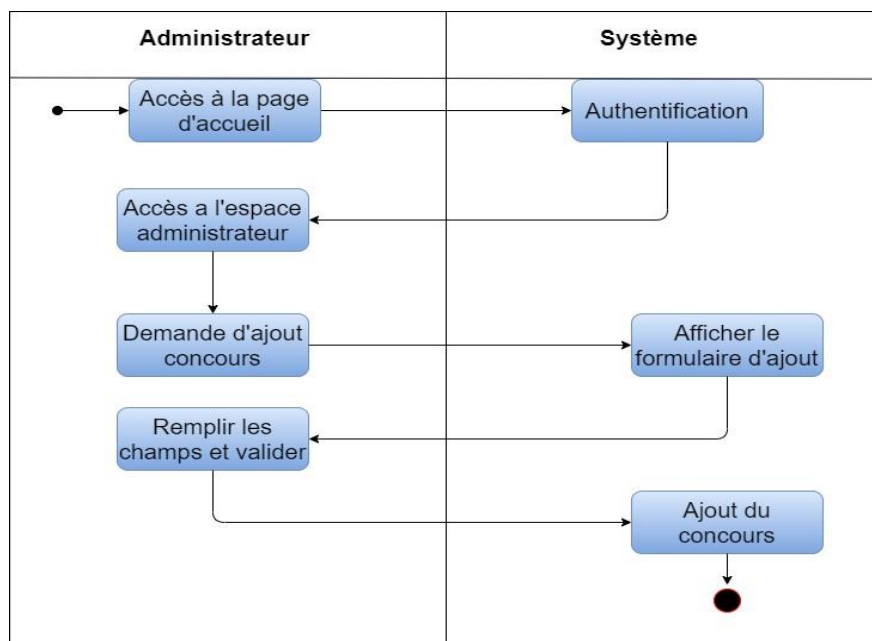 Administrateur
Système
Accès à la page
d'accueil
Authentification
Accès a l'espace
administrateur
Demande d'ajout
concours
Afficher le
formulaire d'ajout
Remplir les
champs et valider
Ajout du
concours